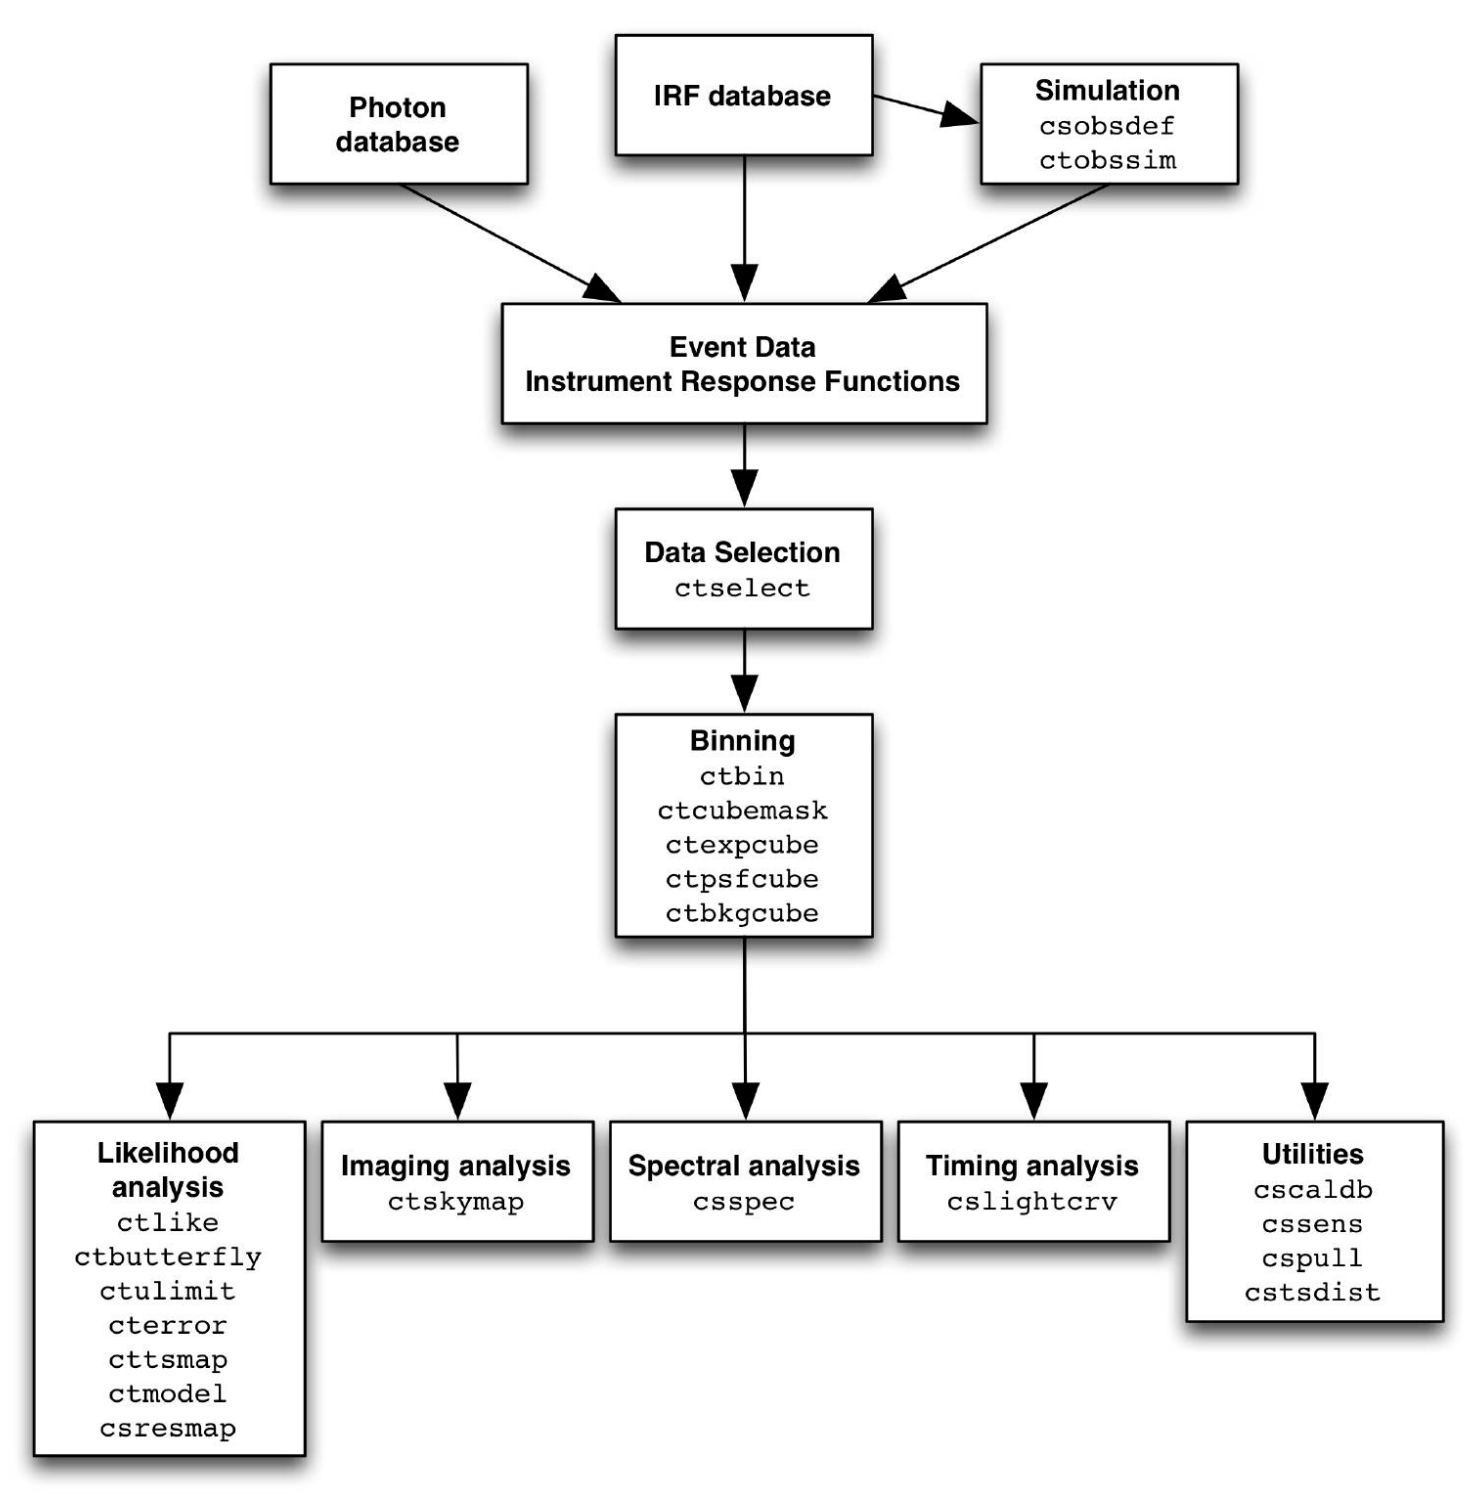 Photon
database
IRF database
Simulation
csobsdef
ctobssim
Event Data
Instrument Response Functions
Data Selection
ctselect
Binning
ctbin
ctcubemask
ctexpcube
ctpsfcube
ctbkgcube
Likelihood
analysis
ctlike
ctbutterfly
ctulimit
cterror
cttsmap
ctmodel
csresmap
Imaging analysis
ctskymap
Spectral analysis
csspec
Timing analysis
cslightcrv
Utilities
cscaldb
cssens
cspull
cstsdist